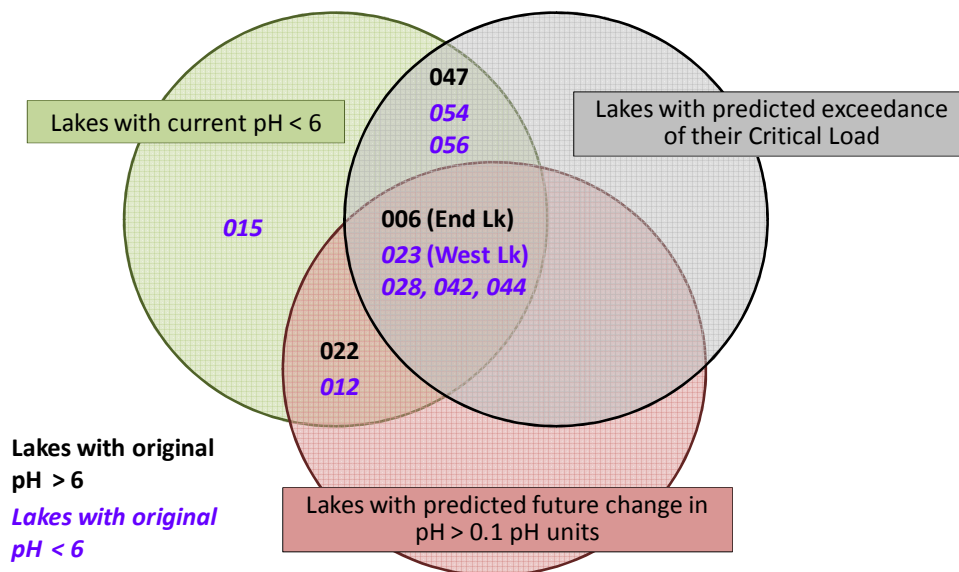 047
Lakes with current pH < 6
054
Lakes with predicted exceedance
of their Critical Load
056
015
006 (End Lk)
023 (West Lk)
028, 042, 044
022
012
Lakes with original
pH > 6
Lakes with original
pH < 6
Lakes with predicted future change in
pH > 0.1 pH units